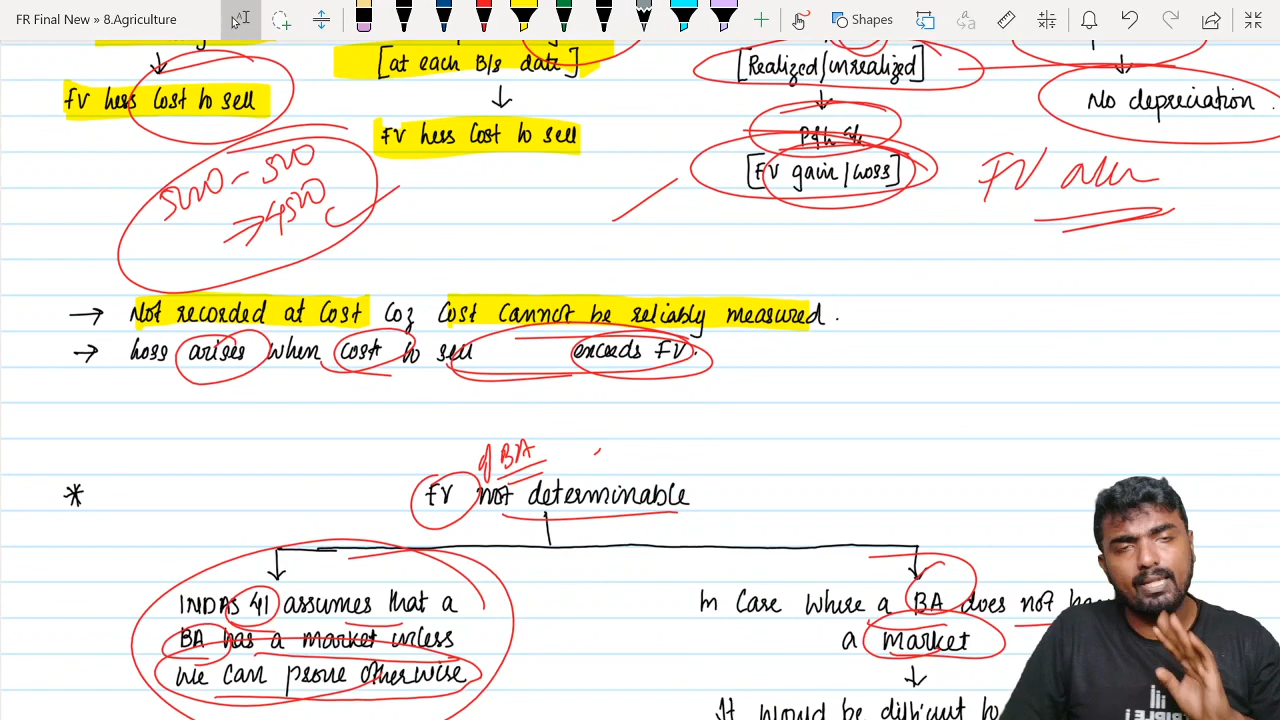 FR Final New » 8.Agriculture
Shapes
[at each B/s date]
[Realized/unrealized]
FV less Cost to sell
No depreciation
FV less Cost to sell
P&L a/c
[FV gain/Loss]
5000 - 500
⇒ 4500
→ Not recorded at Cost Coz Cost cannot be reliably measured.
→ Loss arises when cost to sell exceeds FV.
of BA
* FV not determinable
INDAS 41 assumes that a
BA has a market unless
we can prove otherwise
In Case where a BA does not
a market
It would be difficult to